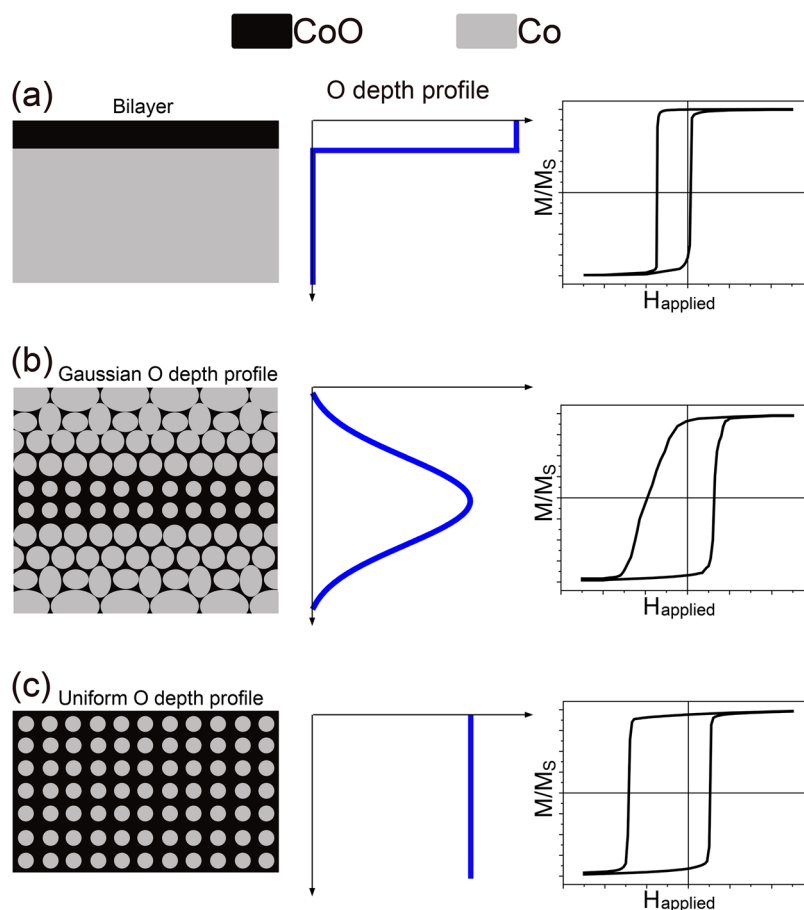 CoO Co
(a)
Bilayer
O depth profile
M/Ms
Happlied
(b)
Gaussian O depth profile
M/Ms
Happlied
(c)
Uniform O depth profile
M/Ms
Happlied